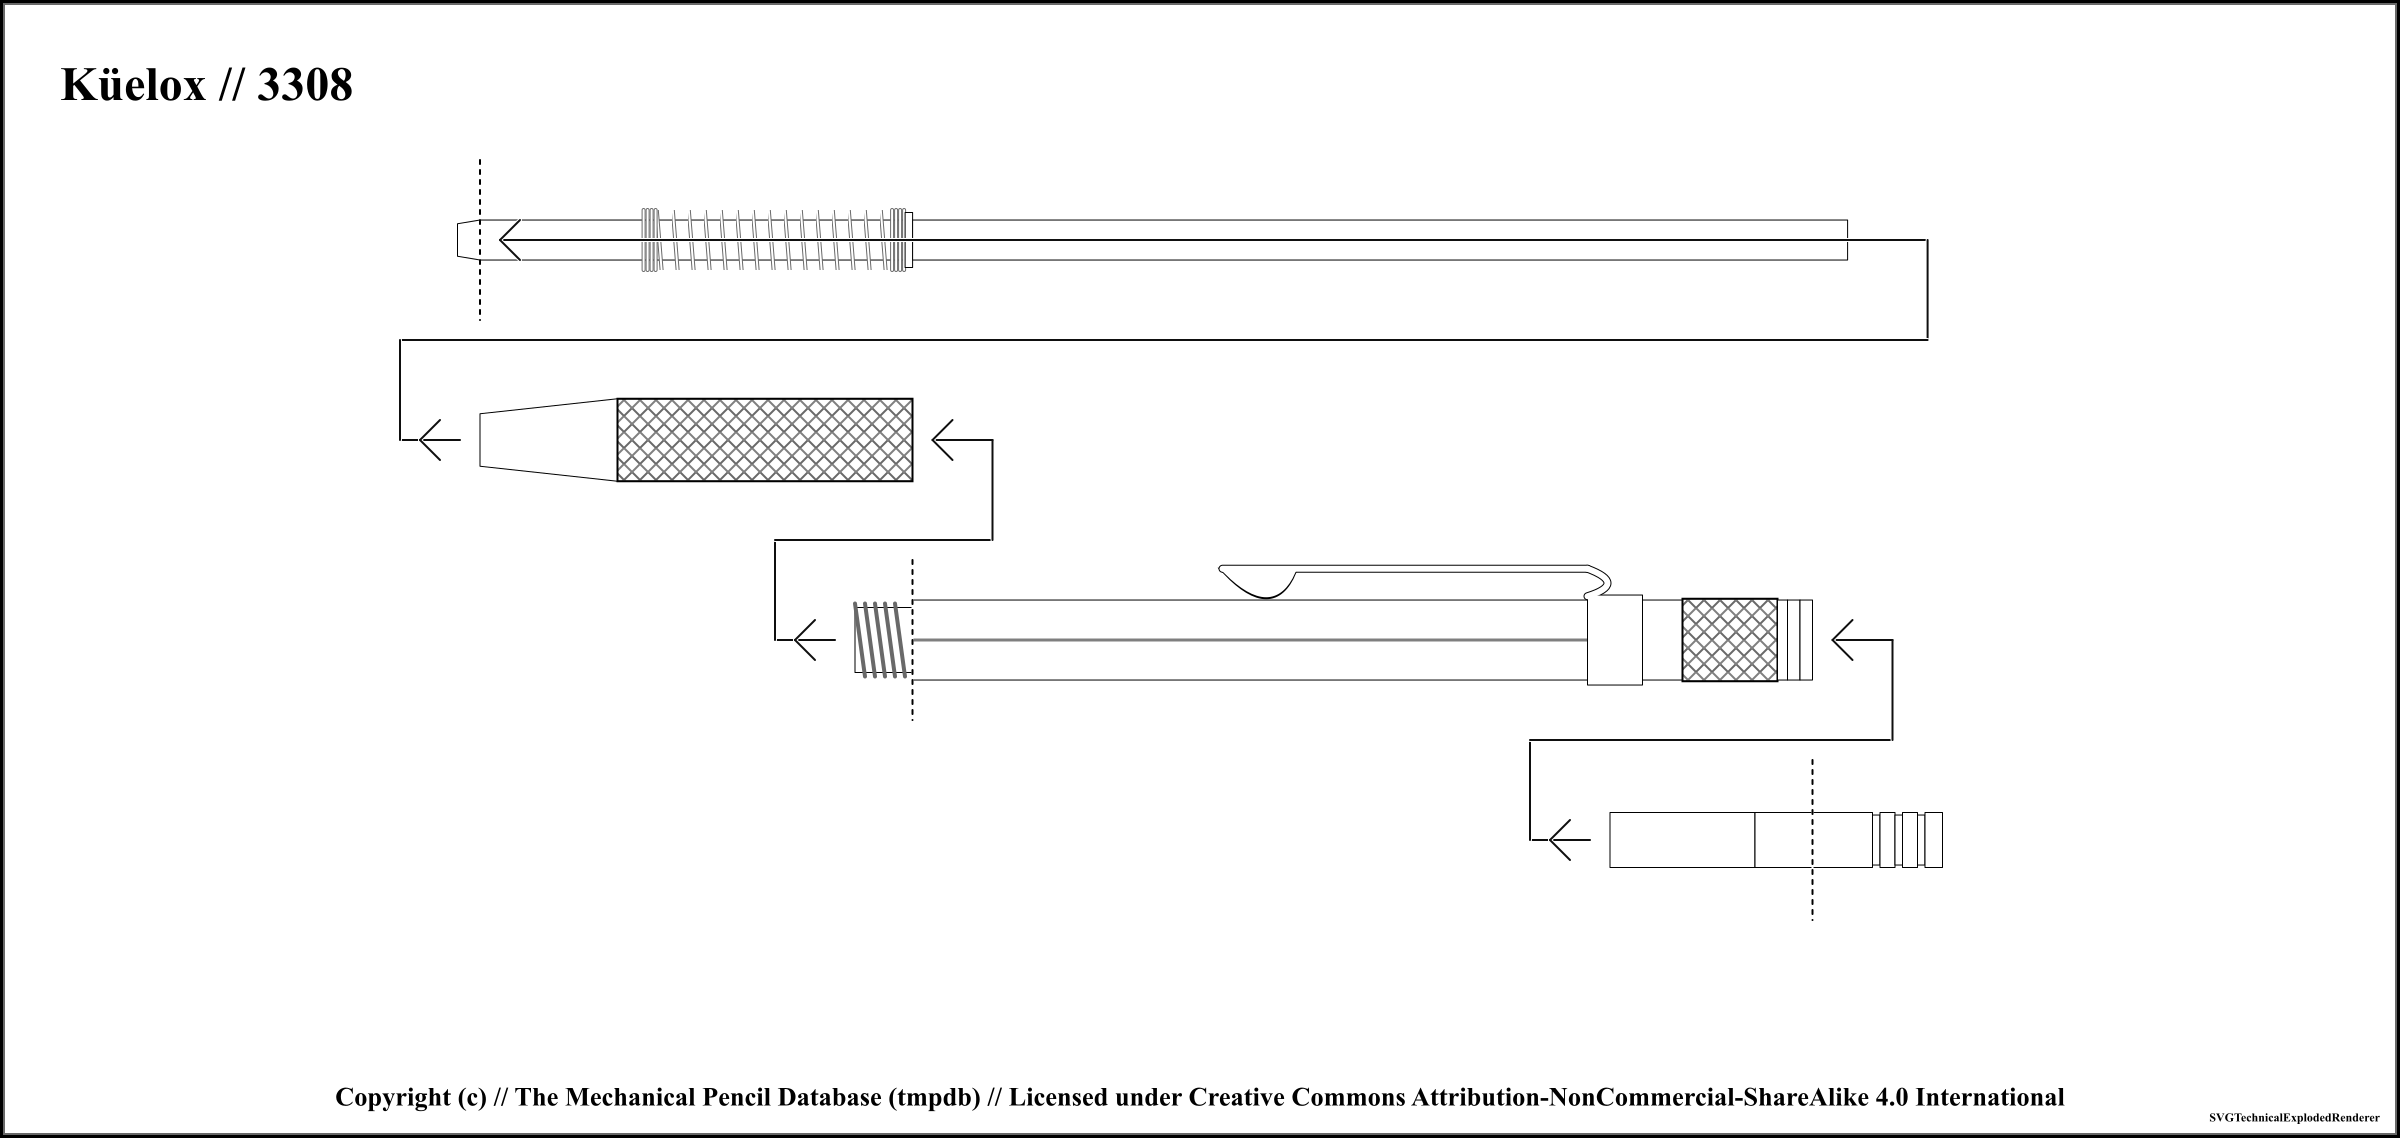 Küelox // 3308
Copyright (c) // The Mechanical Pencil Database (tmpdb) // Licensed under Creative Commons Attribution-NonCommercial-ShareAlike 4.0 International
SVGTechnicalExplodedRenderer